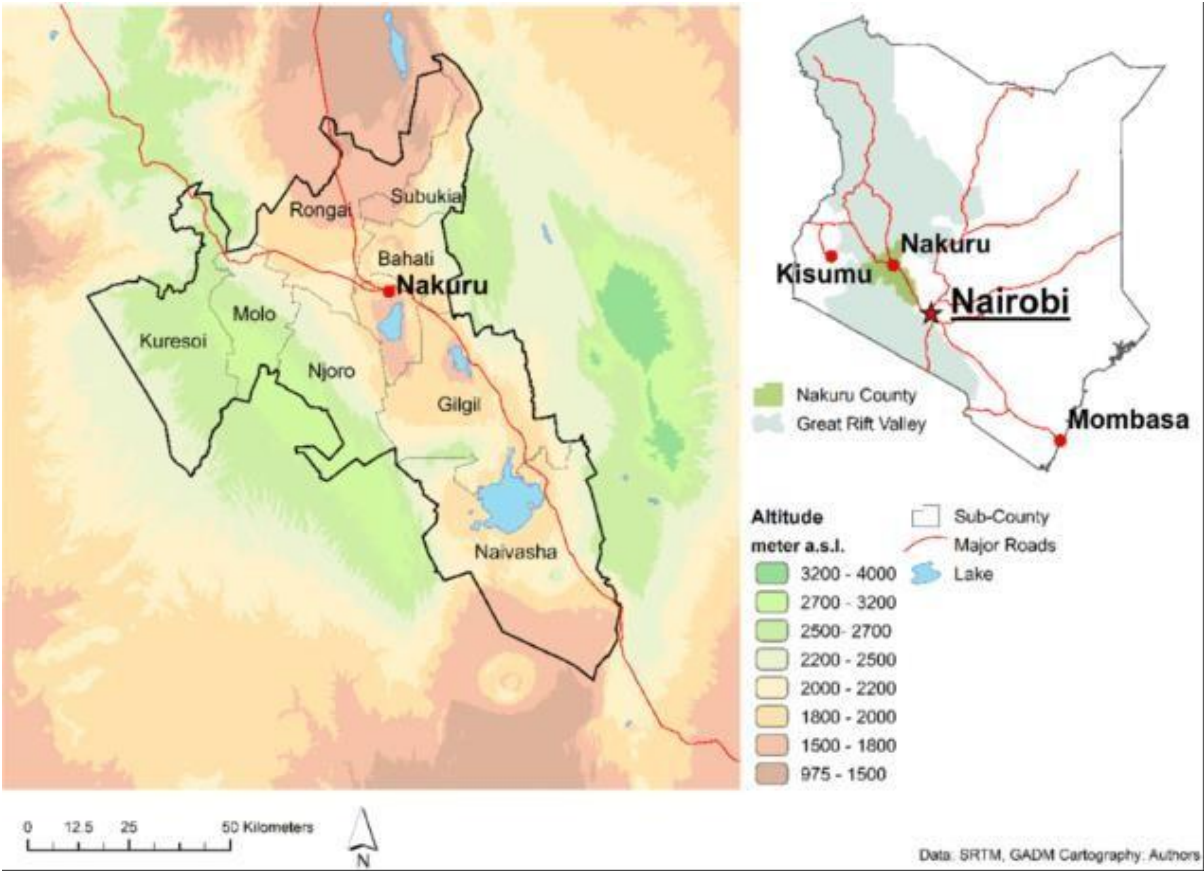 Rongai
Subukia
Bahati
Nakuru
Molo
Kuresoi
Njoro
Gilgil
Naivasha
Nakuru
Kisumu
Nairobi
Mombasa
Nakuru County
Great Rift Valley
Altitude
meter a.s.l.
3200 - 4000
2700 - 3200
2500- 2700
2200 - 2500
2000 - 2200
1800 - 2000
1500 - 1800
975 - 1500
Sub-County
Major Roads
Lake
0 12.5 25 50 Kilometers
N
Data: SRTM, GADM Cartography: Authors